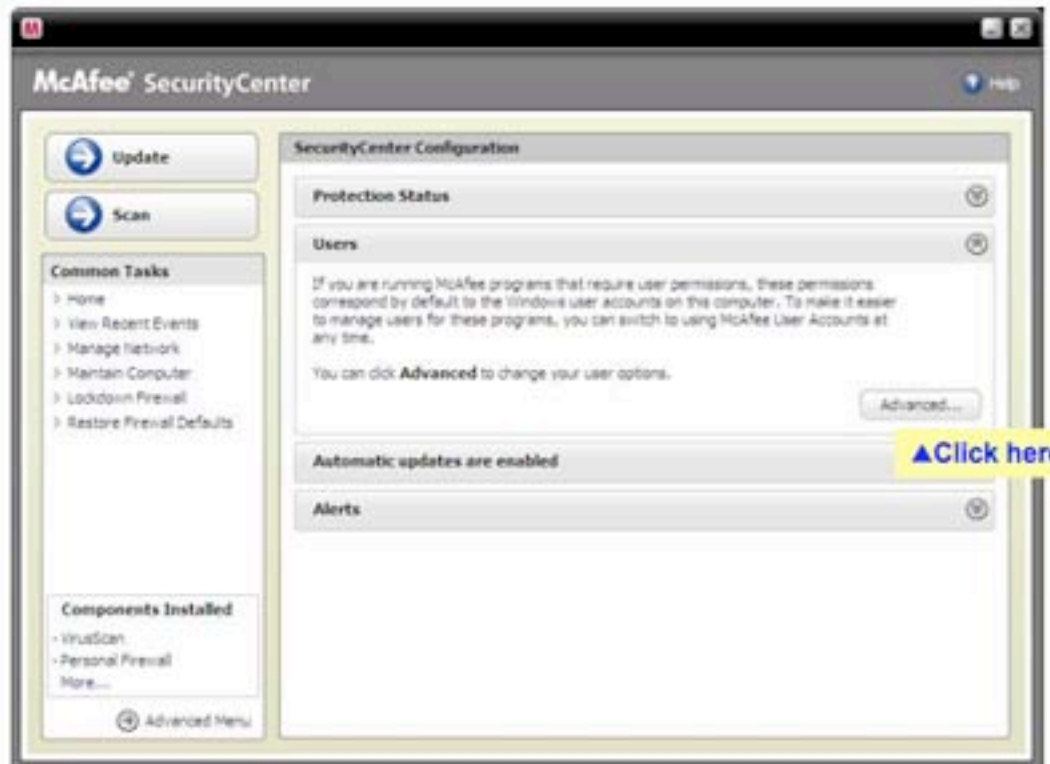 McAfee® SecurityCenter
Help
Update
Scan
Common Tasks
Home
View Recent Events
Manage Network
Maintain Computer
Lockdown Firewall
Restore Firewall Defaults
Components Installed
- VirusScan
- Personal Firewall
More...
Advanced Menu
SecurityCenter Configuration
Protection Status
Users
If you are running McAfee programs that require user permissions, these permissions
correspond by default to the Windows user accounts on this computer. To make it easier
to manage users for these programs, you can switch to using McAfee User Accounts at
any time.
You can click Advanced to change your user options.
Advanced...
▲Click here
Automatic updates are enabled
Alerts